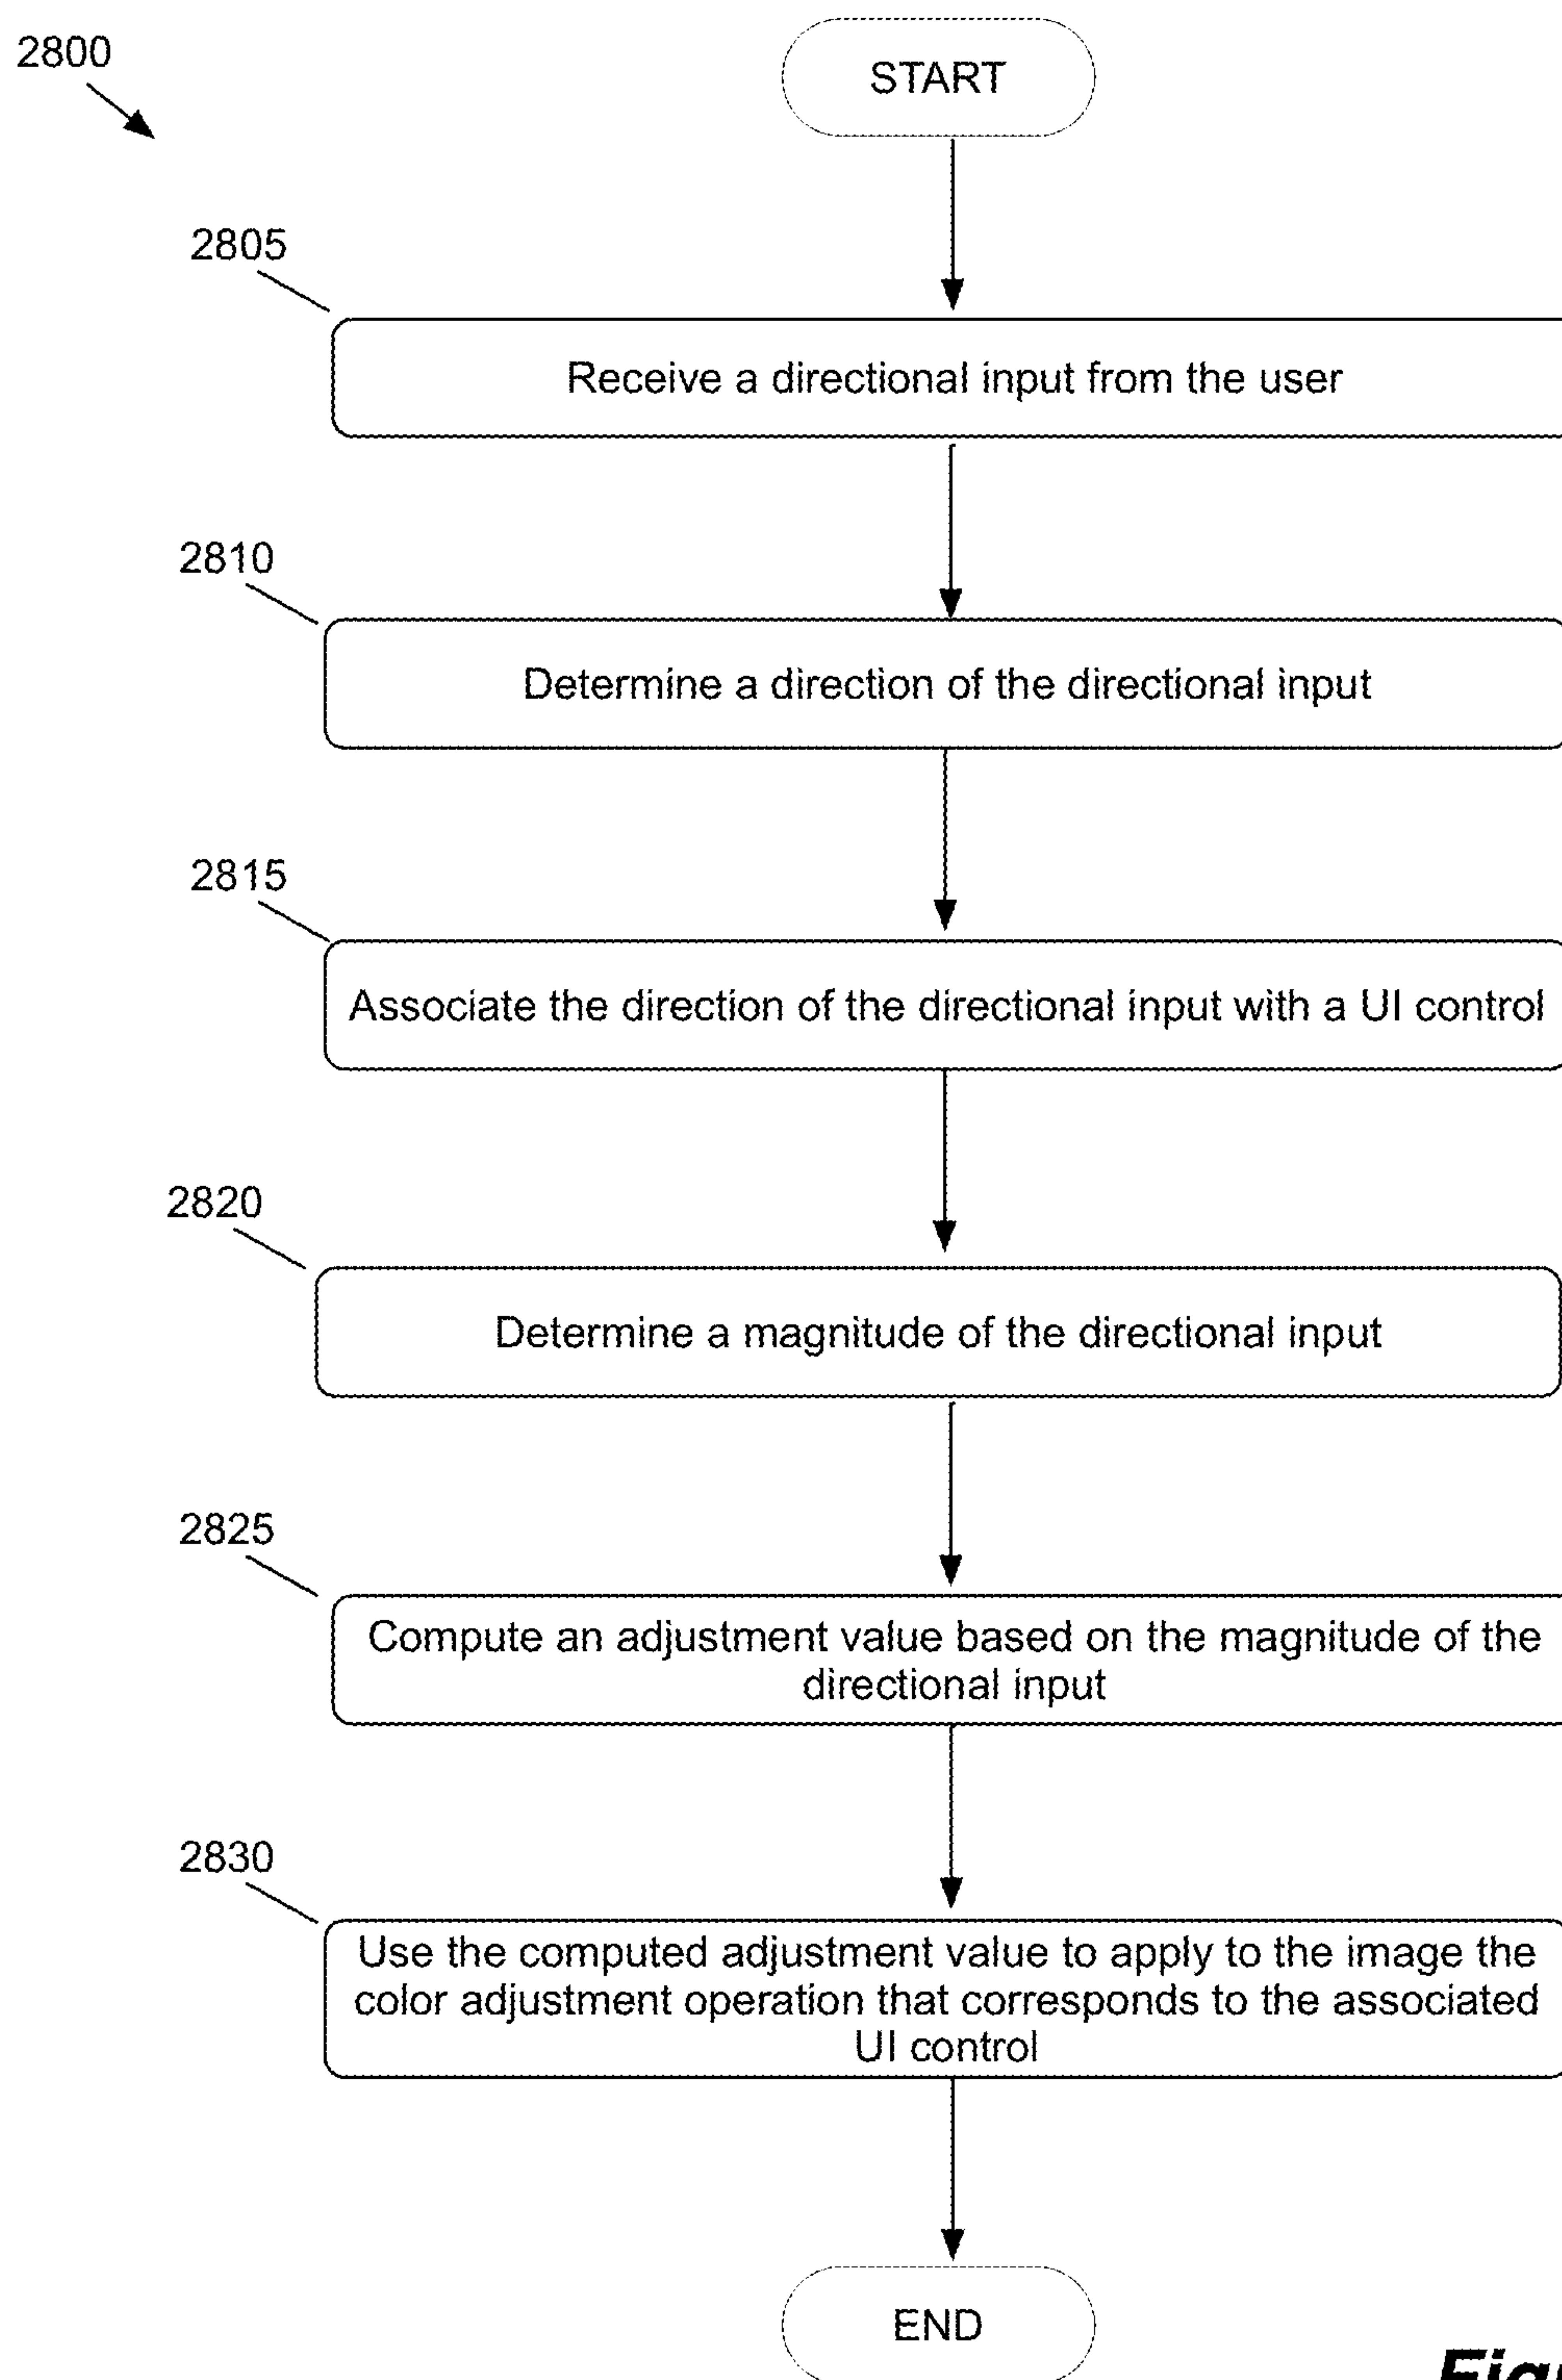 2800
START
2805
Receive a directional input from the user
2810
Determine a direction of the directional input
2815
Associate the direction of the directional input with a UI control
2820
Determine a magnitude of the directional input
2825
Compute an adjustment value based on the magnitude of the
directional input
2830
Use the computed adjustment value to apply to the image the
color adjustment operation that corresponds to the associated
UI control
END